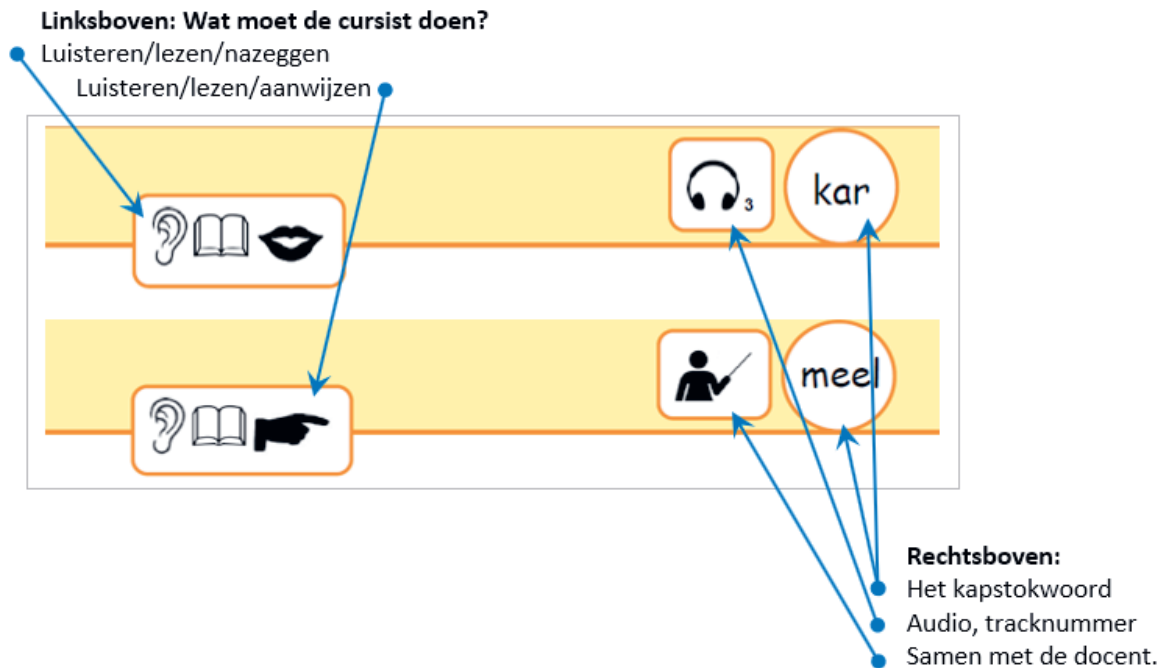 Linksboven: Wat moet de cursist doen?
Luisteren/lezen/nazeggen
Luisteren/lezen/aanwijzen
3
kar
meel
Rechtsboven:
Het kapstokwoord
Audio, tracknummer
Samen met de docent.